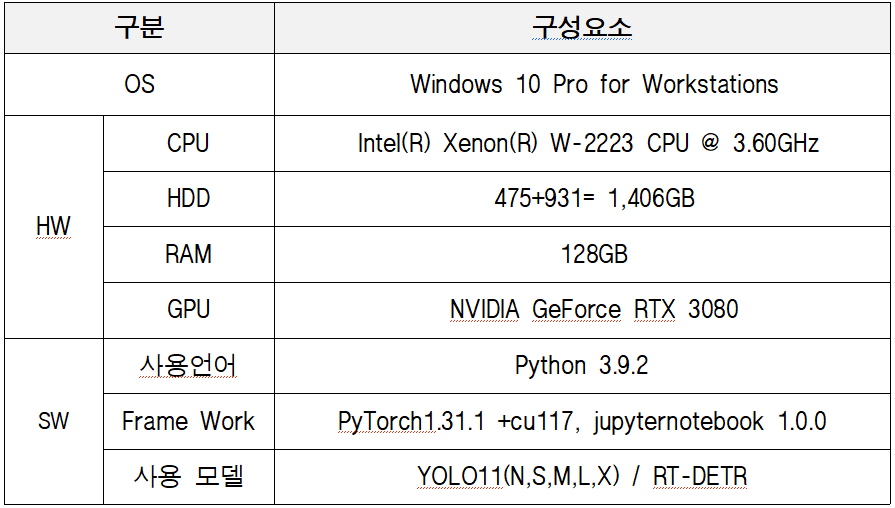 구분 구성요소
OS Windows 10 Pro for Workstations
HW
CPU Intel(R) Xenon(R) W-2223 CPU @ 3.60GHz
HDD 475+931= 1,406GB
RAM 128GB
GPU NVIDIA GeForce RTX 3080
SW
사용언어 Python 3.9.2
Frame Work PyTorch1.31.1 +cu117, jupyternotebook 1.0.0
사용 모델 YOLO11(N,S,M,L,X) / RT-DETR